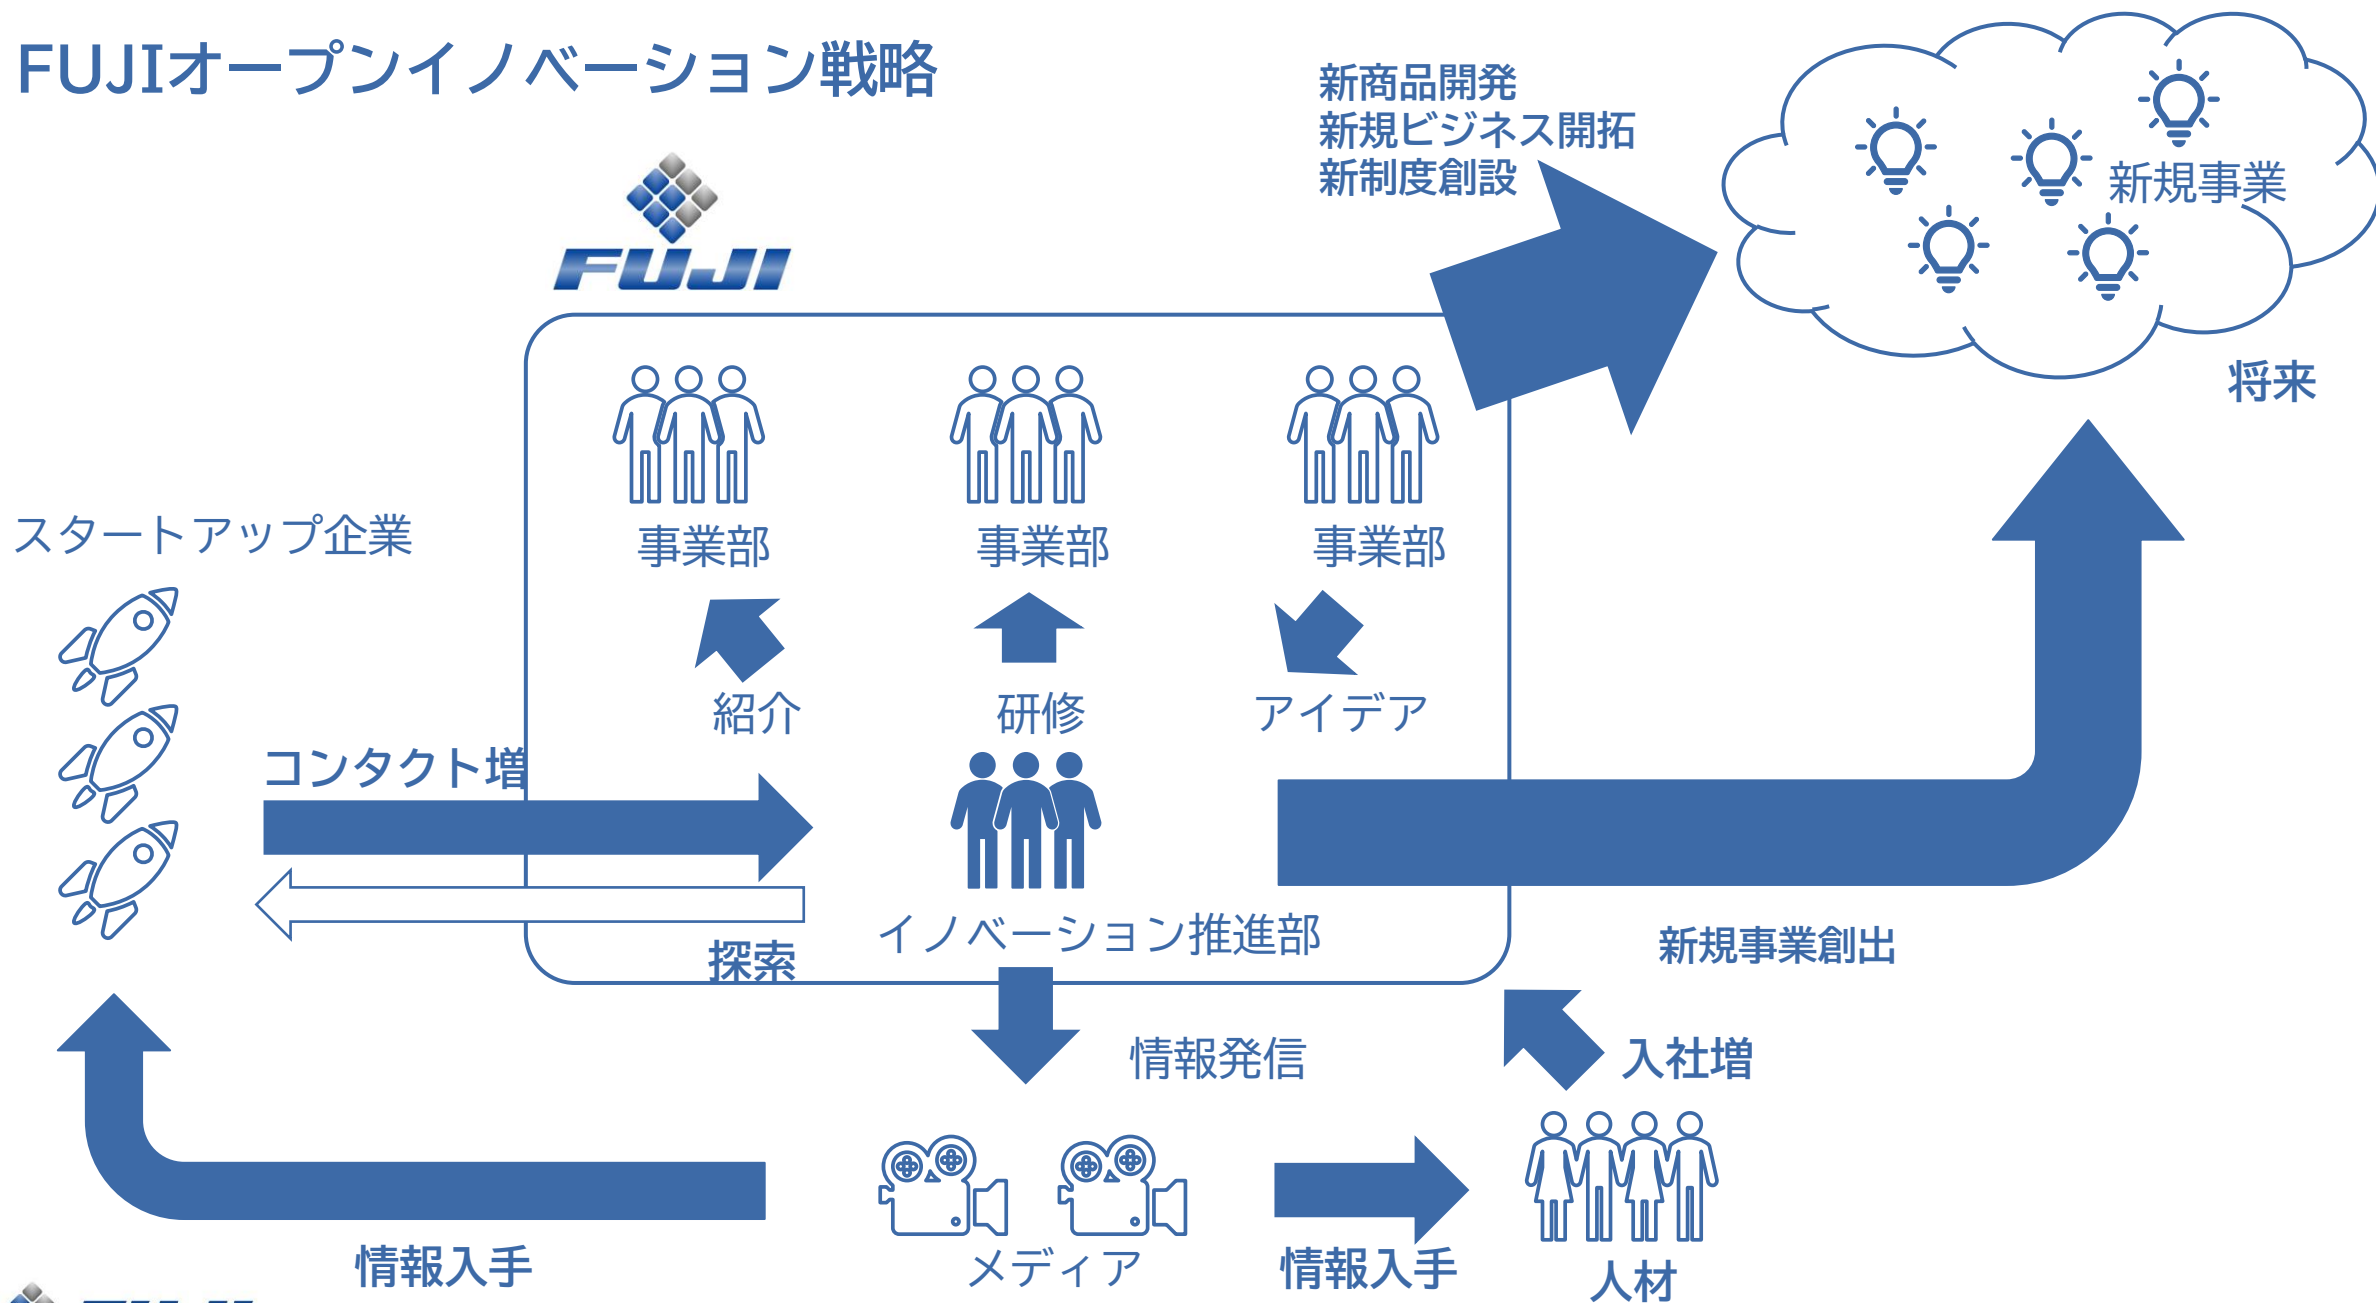 FUJIオープンイノベーション戦略
新商品開発
新規ビジネス開拓
新制度創設
新規事業
将来
FUJI
スタートアップ企業
事業部
事業部
事業部
紹介
研修
アイデア
コンタクト増
探索
イノベーション推進部
新規事業創出
情報発信
入社増
情報入手
メディア
情報入手
人材